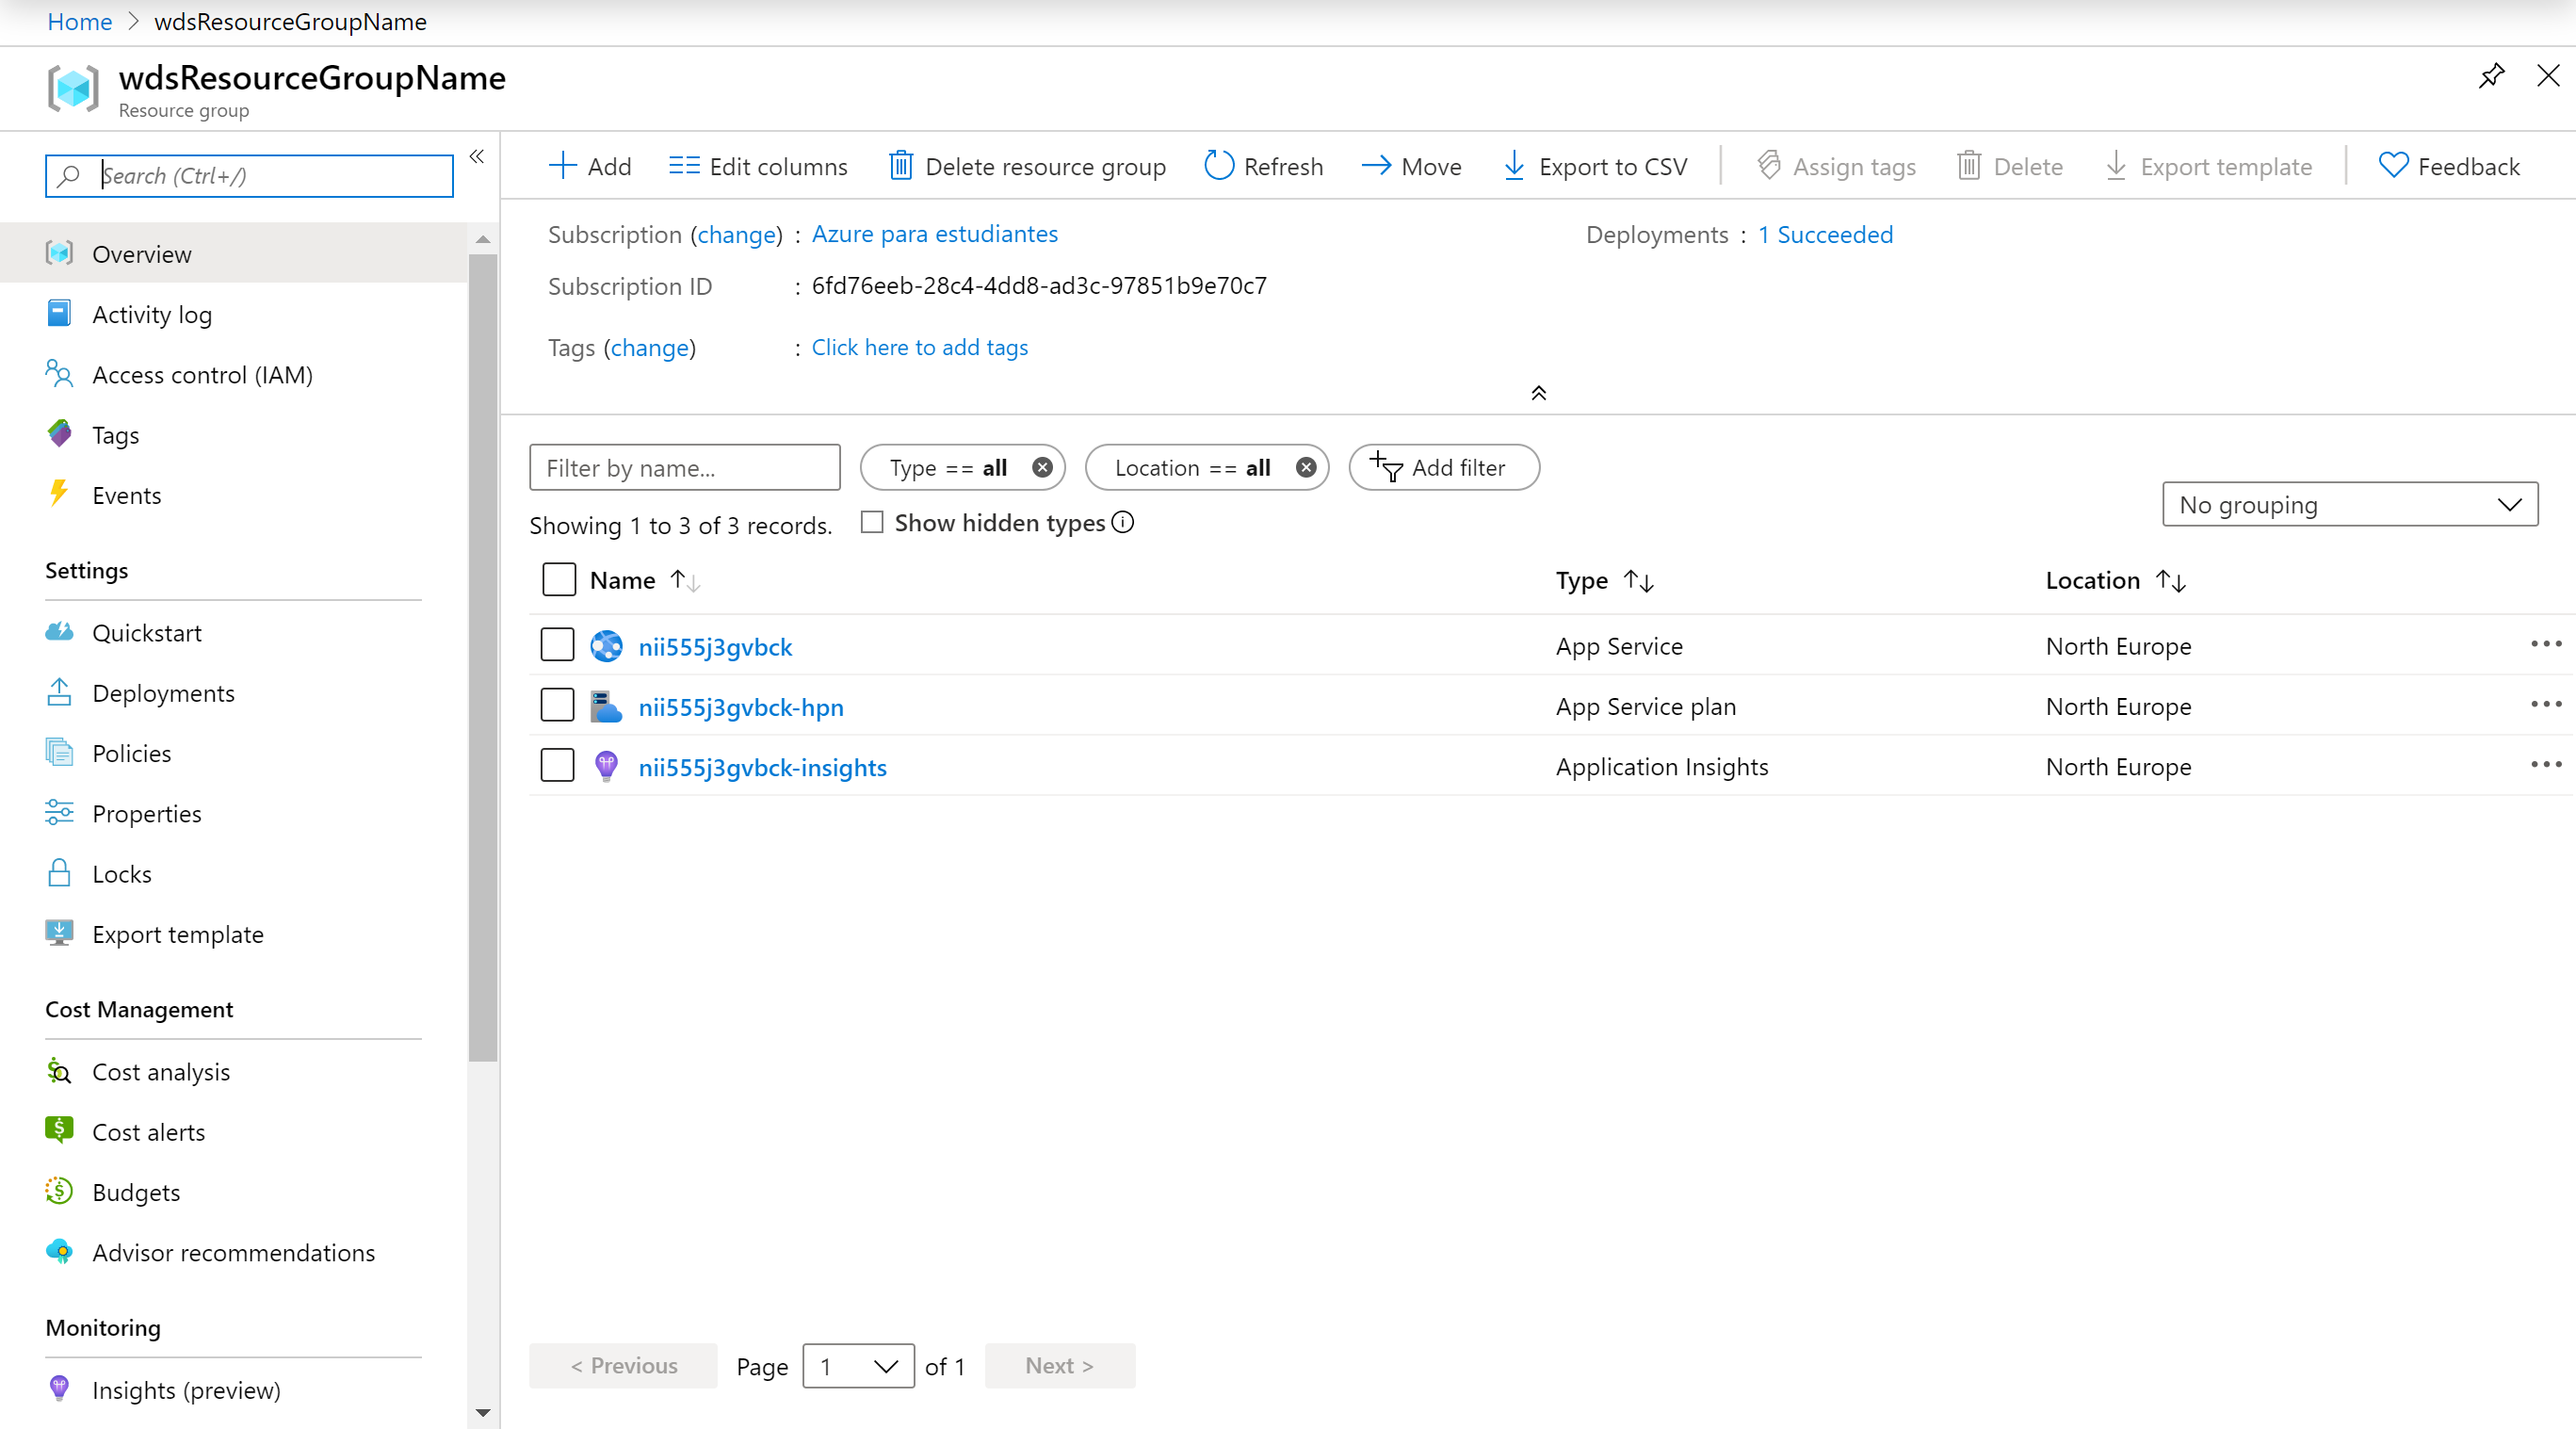 Home > wdsResourceGroupName
wdsResourceGroupName
Resource group
Search (Ctrl+/)
«
Add
Edit columns
Delete resource group
Refresh
Move
Export to CSV
Assign tags
Delete
Export template
Feedback
Overview
Activity log
Access control (IAM)
Tags
Events
Settings
Quickstart
Deployments
Policies
Properties
Locks
Export template
Cost Management
Cost analysis
Cost alerts
Budgets
Advisor recommendations
Monitoring
Insights (preview)
Subscription (change) : Azure para estudiantes
Deployments : 1 Succeeded
Subscription ID : 6fd76eeb-28c4-4dd8-ad3c-97851b9e70c7
Tags (change) : Click here to add tags
Filter by name...
Type == all
Location == all
Add filter
Showing 1 to 3 of 3 records.
Show hidden types
No grouping
Name Type Location
nii555j3gvbck App Service North Europe
nii555j3gvbck-hpn App Service plan North Europe
nii555j3gvbck-insights Application Insights North Europe
< Previous Page 1 of 1 Next >